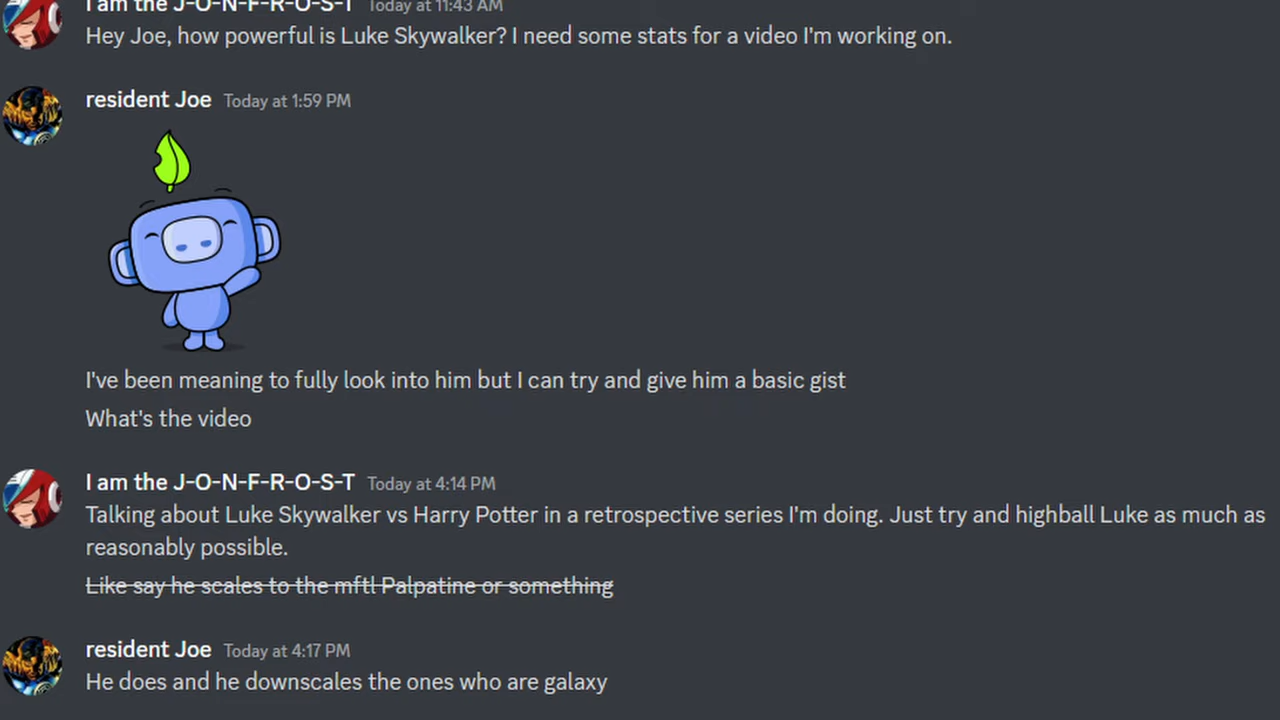 I am the J-O-N-F-R-O-S-T Today at 11:43 AM
Hey Joe, how powerful is Luke Skywalker? I need some stats for a video I'm working on.
resident Joe Today at 1:59 PM
I've been meaning to fully look into him but I can try and give him a basic gist
What's the video
I am the J-O-N-F-R-O-S-T Today at 4:14 PM
Talking about Luke Skywalker vs Harry Potter in a retrospective series I'm doing. Just try and highball Luke as much as
reasonably possible.
Like say he scales to the mftl Palpatine or something
resident Joe Today at 4:17 PM
He does and he downscales the ones who are galaxy